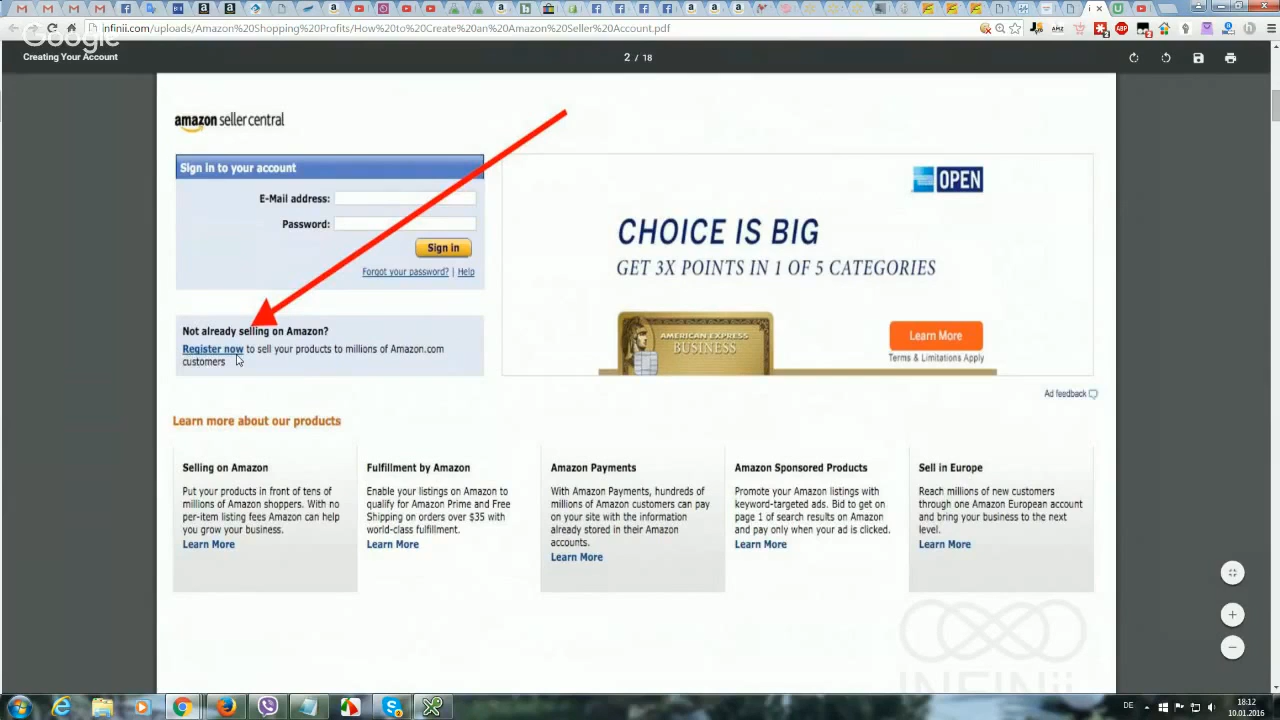 infinii.com/uploads/Amazon%20Shopping%20Profits/How%20to%20Create%20an%20Amazon%20Seller%20Account.pdf
Google
Creating Your Account
2 / 18
amazon seller central
Sign in to your account
E-Mail address:
Password:
Sign in
Forgot your password? | Help
Not already selling on Amazon?
Register now to sell your products to millions of Amazon.com
customers
OPEN
CHOICE IS BIG
GET 3X POINTS IN 1 OF 5 CATEGORIES
AMERICAN EXPRESS
BUSINESS
Learn More
Terms & Limitations Apply
Ad feedback
Learn more about our products
Selling on Amazon
Put your products in front of tens of
millions of Amazon shoppers. With no
per-item listing fees Amazon can help
you grow your business.
Learn More
Fulfillment by Amazon
Enable your listings on Amazon to
qualify for Amazon Prime and Free
Shipping on orders over $35 with
world-class fulfillment.
Learn More
Amazon Payments
With Amazon Payments, hundreds of
millions of Amazon customers can pay
on your site with the information
already stored in their Amazon
accounts.
Learn More
Amazon Sponsored Products
Promote your Amazon listings with
keyword-targeted ads. Bid to get on
page 1 of search results on Amazon
and pay only when your ad is clicked.
Learn More
Sell in Europe
Reach millions of new customers
through one Amazon European account
and bring your business to the next
level.
Learn More
INFINii
DE
18:12
10.01.2016